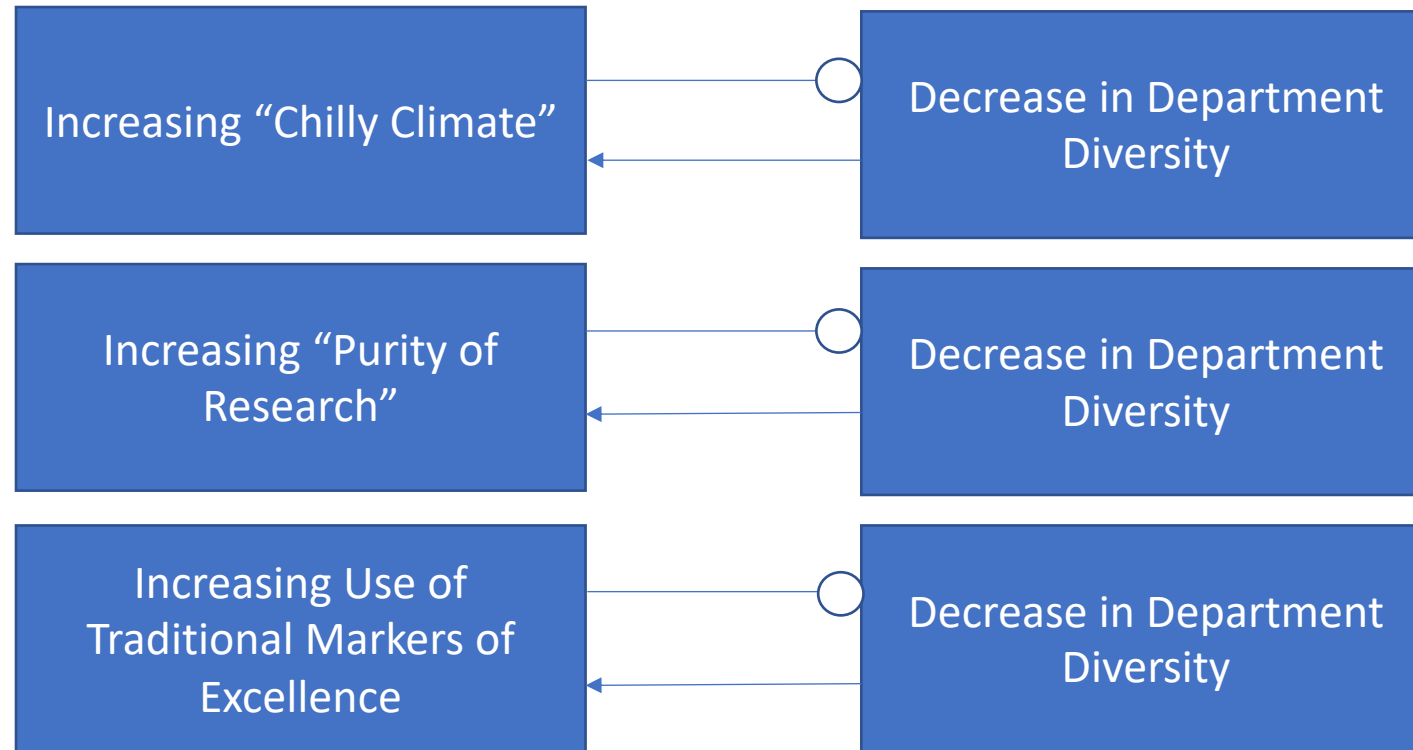 Increasing “Chilly Climate”
Decrease in Department
Diversity
Increasing “Purity of
Research”
Decrease in Department
Diversity
Increasing Use of
Traditional Markers of
Excellence
Decrease in Department
Diversity